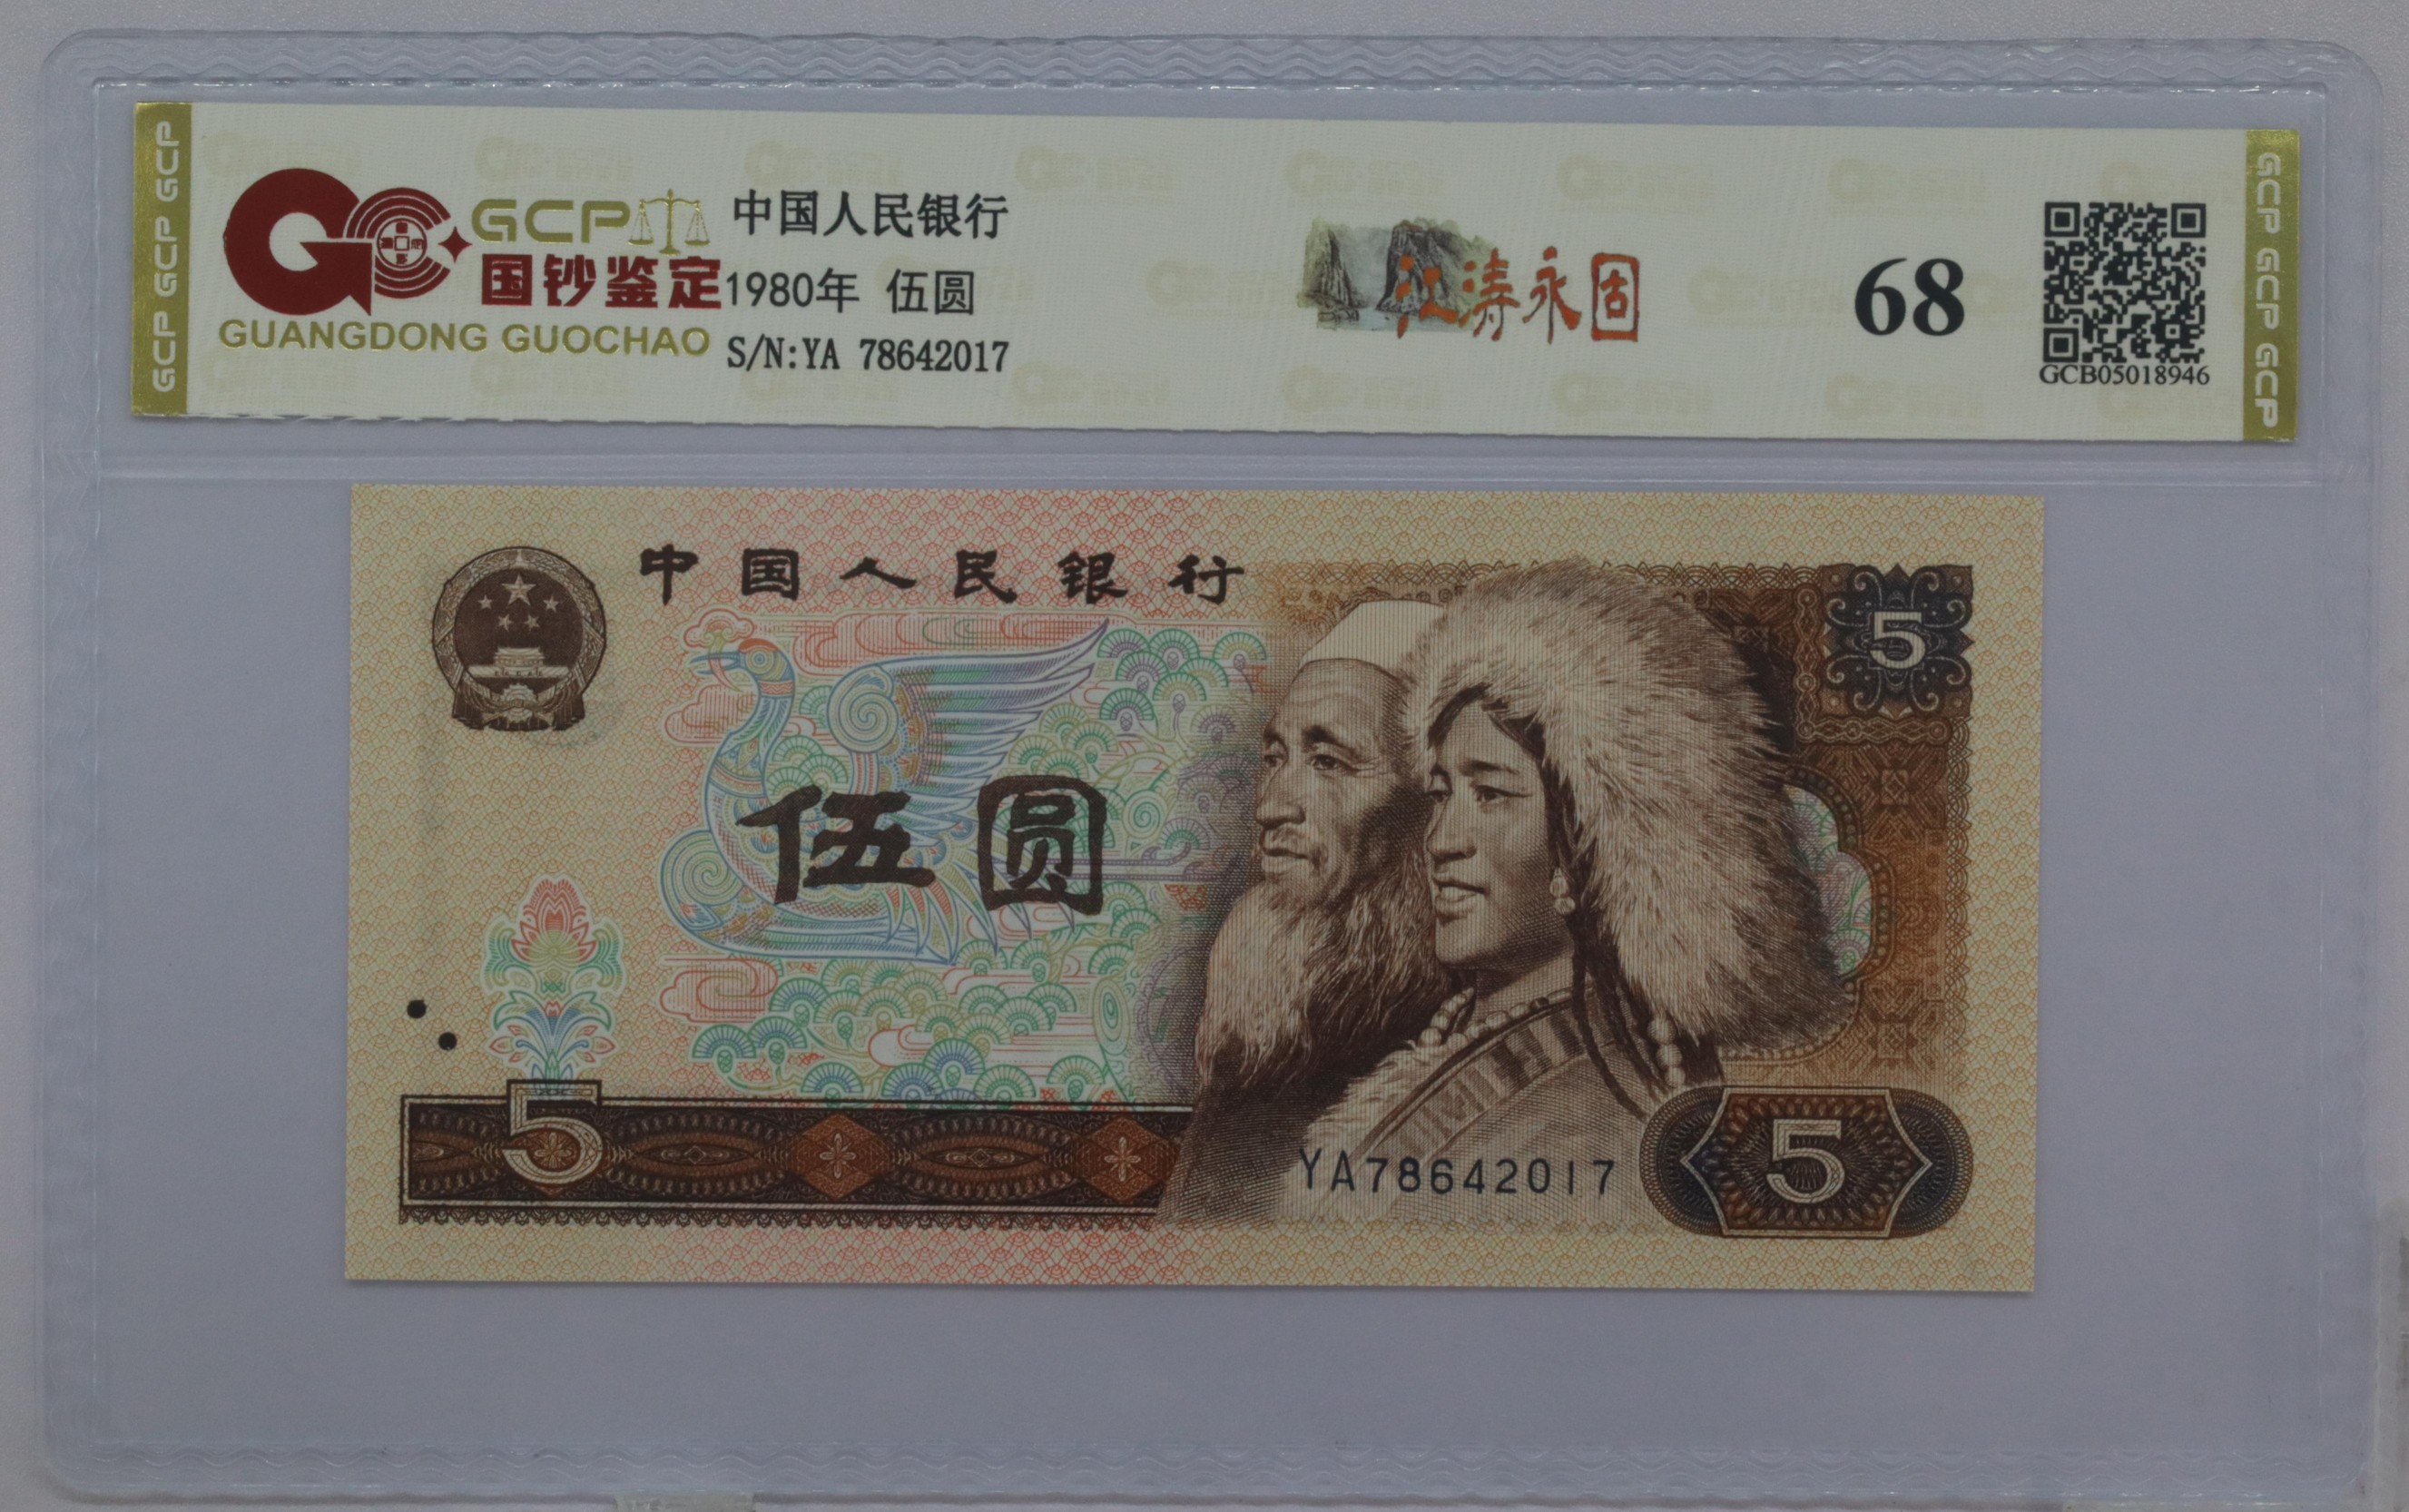 GCP GCP GCP
GCP
国钞鉴定
GUANGDONG GUOCHAO
中国人民银行
1980年 伍圆
S/N:YA 78642017
江涛永固
68
GCB05018946
GCP GCP GCP
中国人民银行
5
伍圆
5
YA78642017
5